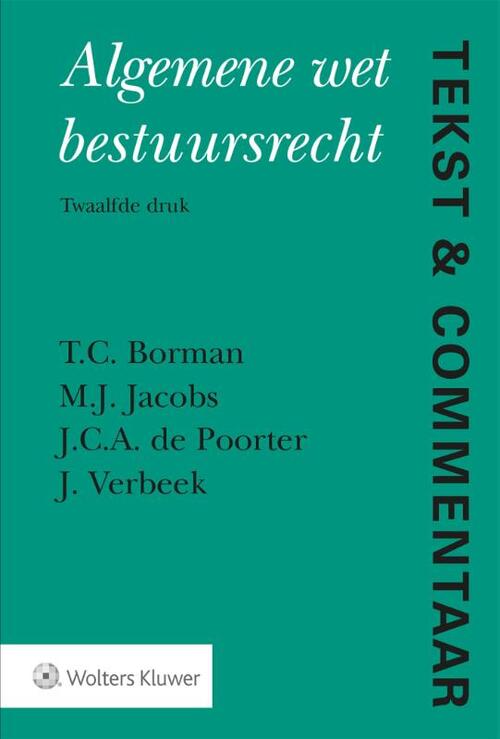 Algemene wet
bestuursrecht
Twaalfde druk
T.C. Borman
M.J. Jacobs
J.C.A. de Poorter
J. Verbeek
Wolters Kluwer
TEKST & COMMENTAAR